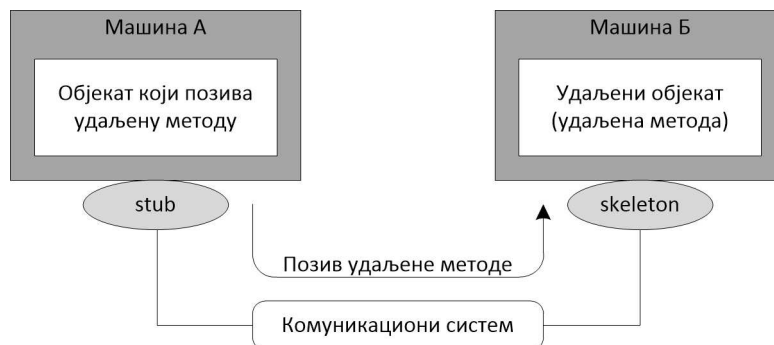 Машина А
Објекат који позива
удаљену методу
stub
Машина Б
Удаљени објекат
(удаљена метода)
skeleton
Позив удаљене методе
Комуникациони систем